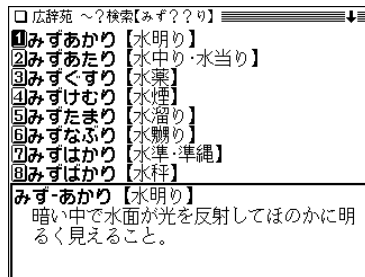 広辞苑 ～?検索【みず??り】
1みずあかり【水明り】
2みずあたり【水中り·水当り】
3みずぐすり【水薬】
4みずけむり【水煙】
5みずたまり【水溜り】
6みずなぶり【水嬲り】
7みずばかり【水準·準縄】
8みずばかり【水秤】
みず-あかり【水明り】
暗い中で水面が光を反射してほのかに明
るく見えること。